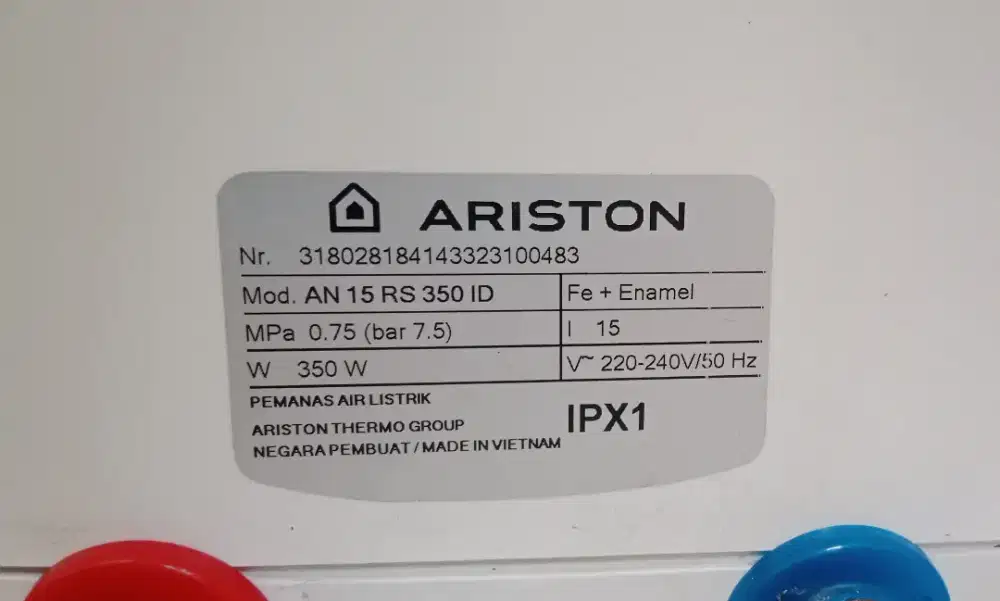 ARISTON
Nr. 318028184143323100483
Mod. AN 15 RS 350 ID
Fe + Enamel
MPa 0.75 (bar 7.5)
l 15
W 350 W
V~ 220-240V/50 Hz
PEMANAS AIR LISTRIK
ARISTON THERMO GROUP
IPX1
NEGARA PEMBUAT / MADE IN VIETNAM